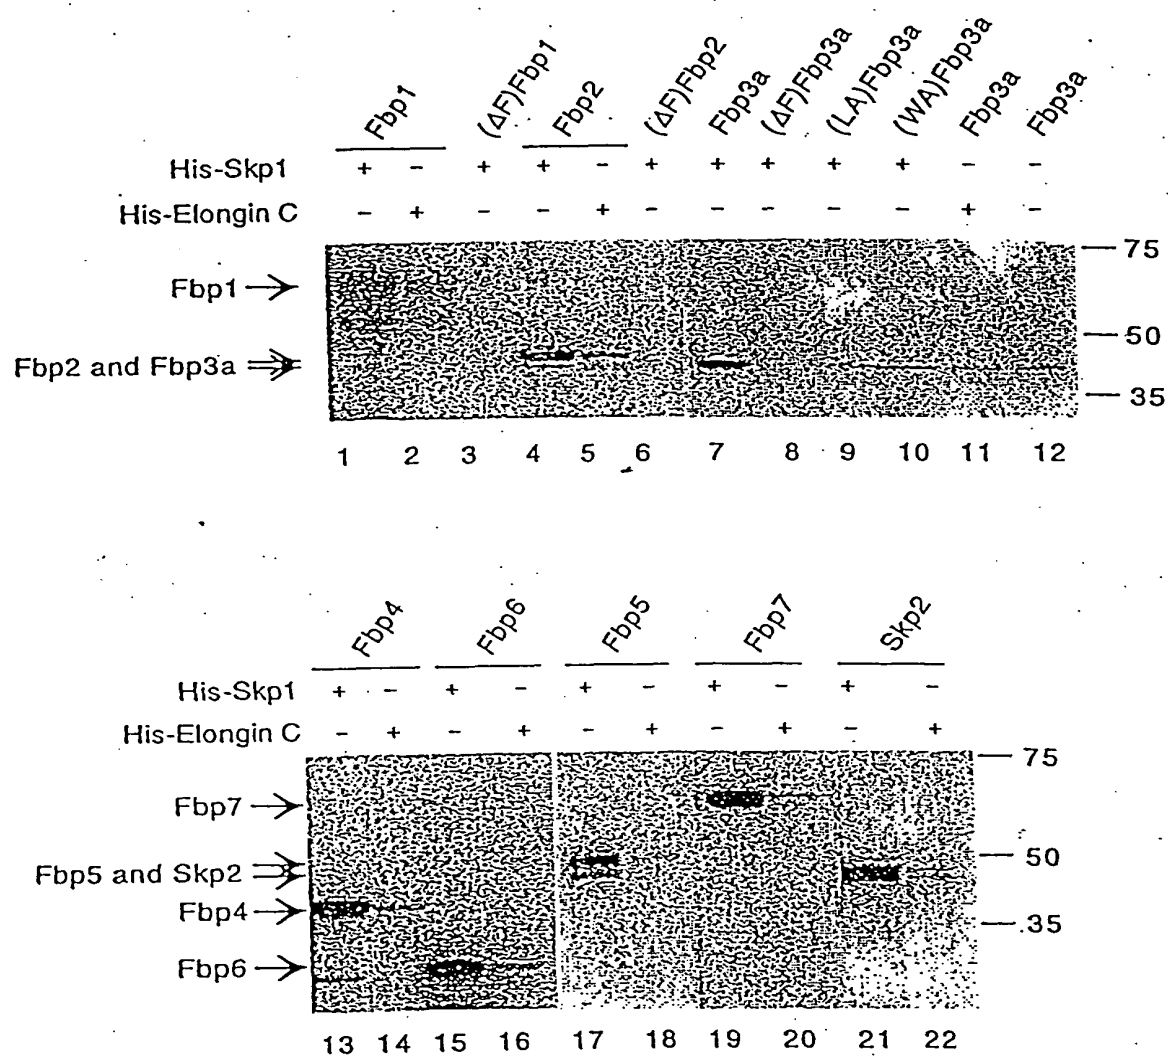 Fbp1 (ΔF)Fbp1 Fbp2 (ΔF)Fbp2 Fbp3a (ΔF)Fbp3a (LA)Fbp3a (WA)Fbp3a Fbp3a Fbp3a
His-Skp1 + − + + − + + + + + − −
His-Elongin C − + − − + − − − − − + −
75
Fbp1
50
Fbp2 and Fbp3a
35
1 2 3 4 5 6 7 8 9 10 11 12
Fbp4 Fbp6 Fbp5 Fbp7 Skp2
His-Skp1 + − + − + − + − + −
His-Elongin C − + − + − + − + − +
75
Fbp7
50
Fbp5 and Skp2
Fbp4
35
Fbp6
13 14 15 16 17 18 19 20 21 22